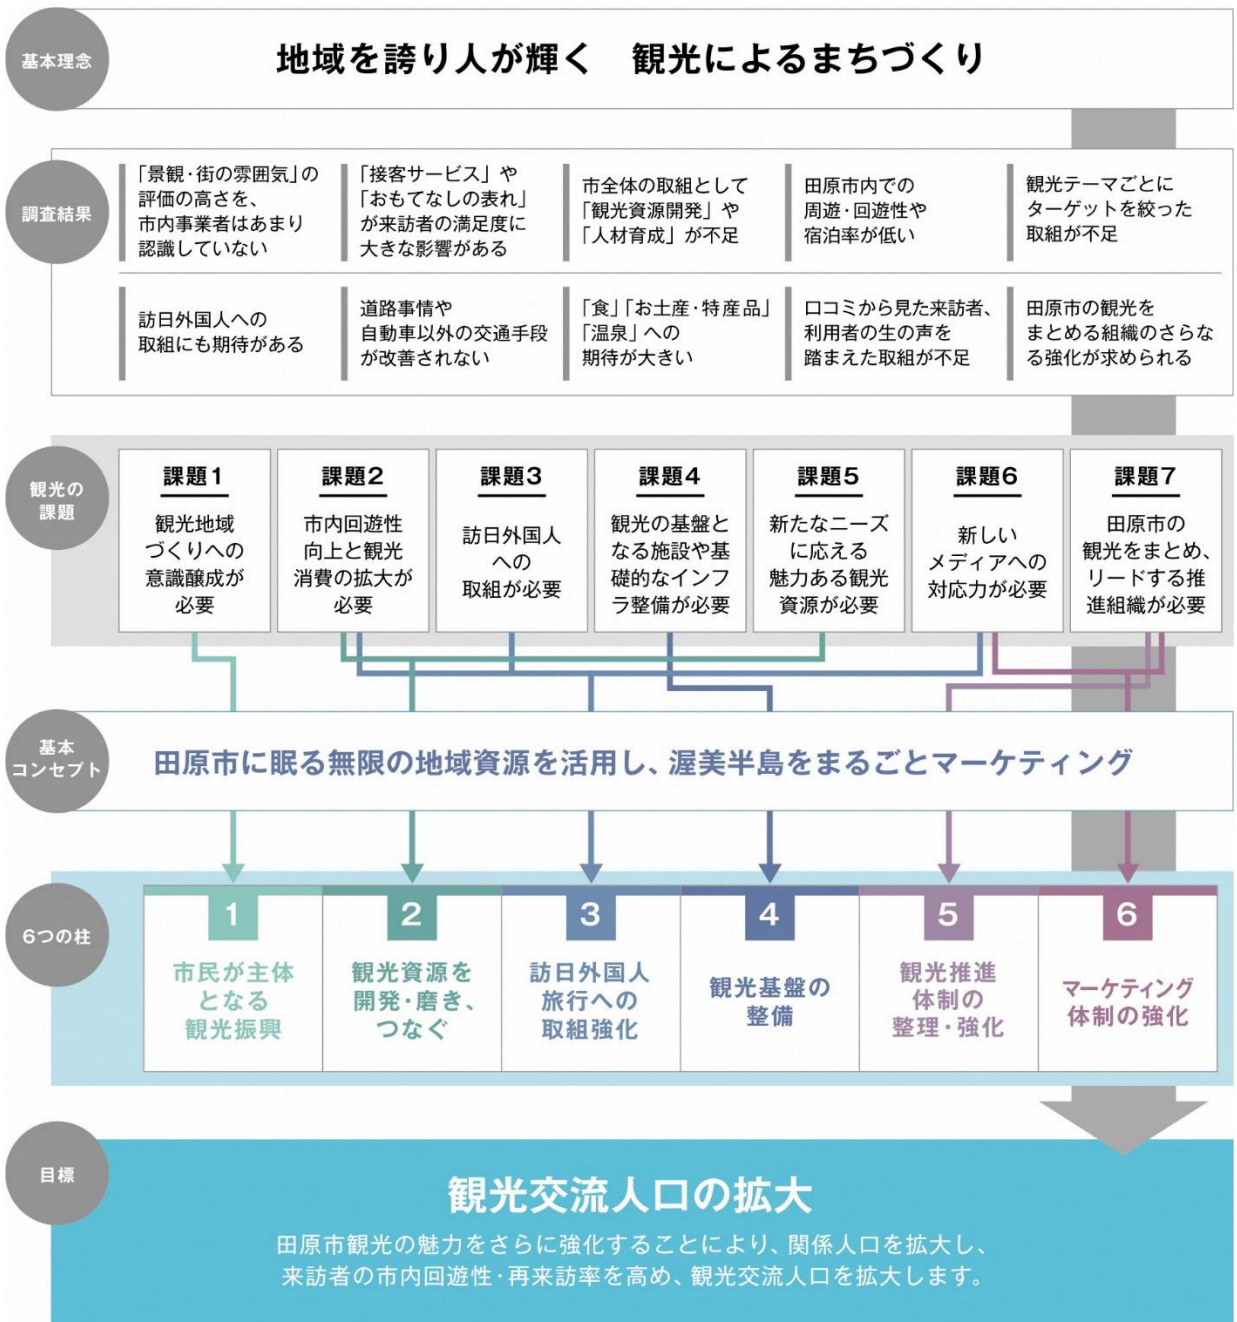 基本理念
地域を誇り人が輝く　観光によるまちづくり
調査結果
「景観・街の雰囲気」の
評価の高さを、
市内事業者はあまり
認識していない
「接客サービス」や
「おもてなしの表れ」
が来訪者の満足度に
大きな影響がある
市全体の取組として
「観光資源開発」や
「人材育成」が不足
田原市内での
周遊・回遊性や
宿泊率が低い
観光テーマごとに
ターゲットを絞った
取組が不足
訪日外国人への
取組にも期待がある
道路事情や
自動車以外の交通手段
が改善されない
「食」「お土産・特産品」
「温泉」への
期待が大きい
口コミから見た来訪者、
利用者の生の声を
踏まえた取組が不足
田原市の観光を
まとめる組織のさらな
る強化が求められる
観光の
課題
課題1
観光地域
づくりへの
意識醸成が
必要
課題2
市内回遊性
向上と観光
消費の拡大が
必要
課題3
訪日外国人
への
取組が必要
課題4
観光の基盤と
なる施設や基
礎的なインフ
ラ整備が必要
課題5
新たなニーズ
に応える
魅力ある観光
資源が必要
課題6
新しい
メディアへの
対応力が必要
課題7
田原市の
観光をまとめ、
リードする推
進組織が必要
基本
コンセプト
田原市に眠る無限の地域資源を活用し、渥美半島をまるごとマーケティング
6つの柱
1
市民が主体
となる
観光振興
2
観光資源を
開発・磨き、
つなぐ
3
訪日外国人
旅行への
取組強化
4
観光基盤の
整備
5
観光推進
体制の
整理・強化
6
マーケティング
体制の強化
目標
観光交流人口の拡大
田原市観光の魅力をさらに強化することにより、関係人口を拡大し、
来訪者の市内回遊性・再来訪率を高め、観光交流人口を拡大します。